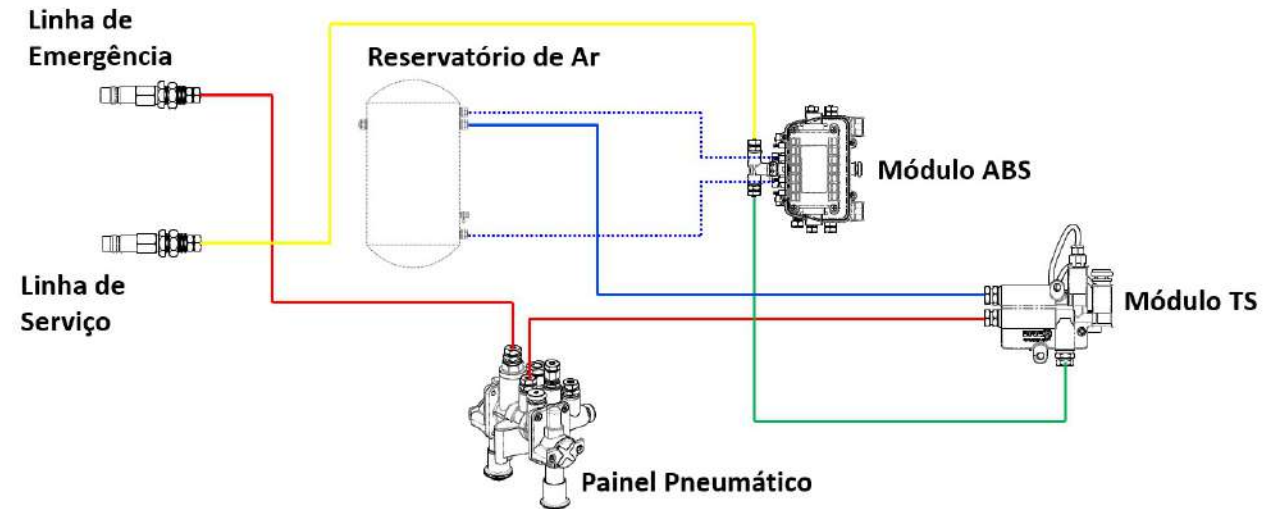 Linha de
Emergência
Reservatório de Ar
Módulo ABS
Linha de
Serviço
Módulo TS
Painel Pneumático